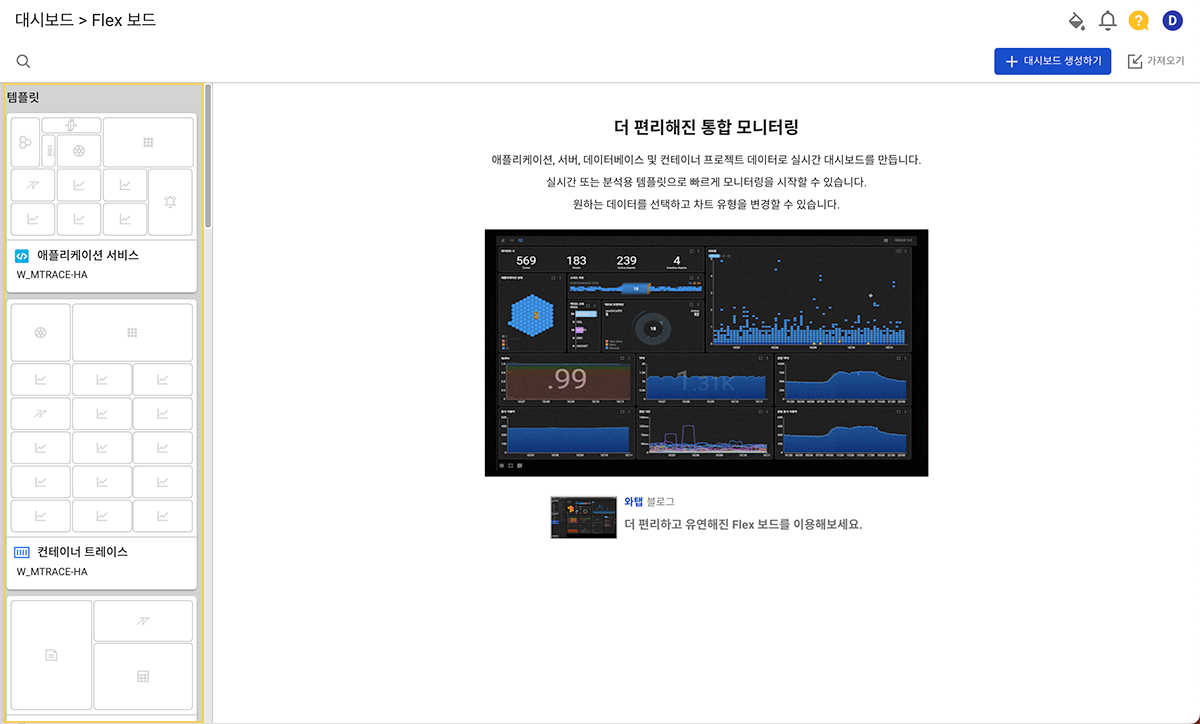 대시보드 > Flex 보드
?
D
+ 대시보드 생성하기
가져오기
템플릿
애플리케이션 서비스
W_MTRACE-HA
컨테이너 트레이스
W_MTRACE-HA
더 편리해진 통합 모니터링
애플리케이션, 서버, 데이터베이스 및 컨테이너 프로젝트 데이터로 실시간 대시보드를 만듭니다.
실시간 또는 분석용 템플릿으로 빠르게 모니터링을 시작할 수 있습니다.
원하는 데이터를 선택하고 차트 유형을 변경할 수 있습니다.
569 183 239 4
18
18
.99
1.31K
와탭 블로그
더 편리하고 유연해진 Flex 보드를 이용해보세요.